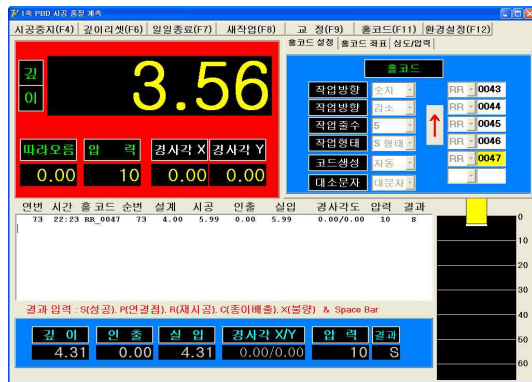 1축 PBD 시공 품질 계측
시공중지(F4) 깊이리셋(F6) 일일종료(F7) 새작업(F8) 교 정(F9) 홀코드(F11) 환경설정(F12)
홀코드 설정 홀코드 좌표 심도/압력
깊이 3.56
따라오름 압 력 경사각 X 경사각 Y
0.00 10 0.00 0.00
홀코드
작업방향 숫자 RR 0043
작업방향 감소 RR 0044
작업줄수 5 RR 0045
작업형태 S 형태 RR 0046
코드생성 자동 RR 0047
대소문자 대문자
연번 시간 홀 코드 순번 설계 시공 인출 실입 경사각도 압력 결과
73 22:23 RR_0047 73 4.00 5.99 0.00 5.99 0.00/0.00 10 S
0
10
20
30
40
50
60
결과 입력 : S(성공). P(연결점). R(재시공). C(종이배출). X(불량) & Space Bar
깊 이 인 출 실 입 경사각 X/Y 압 력 결과
4.31 0.00 4.31 0.00/0.00 10 S